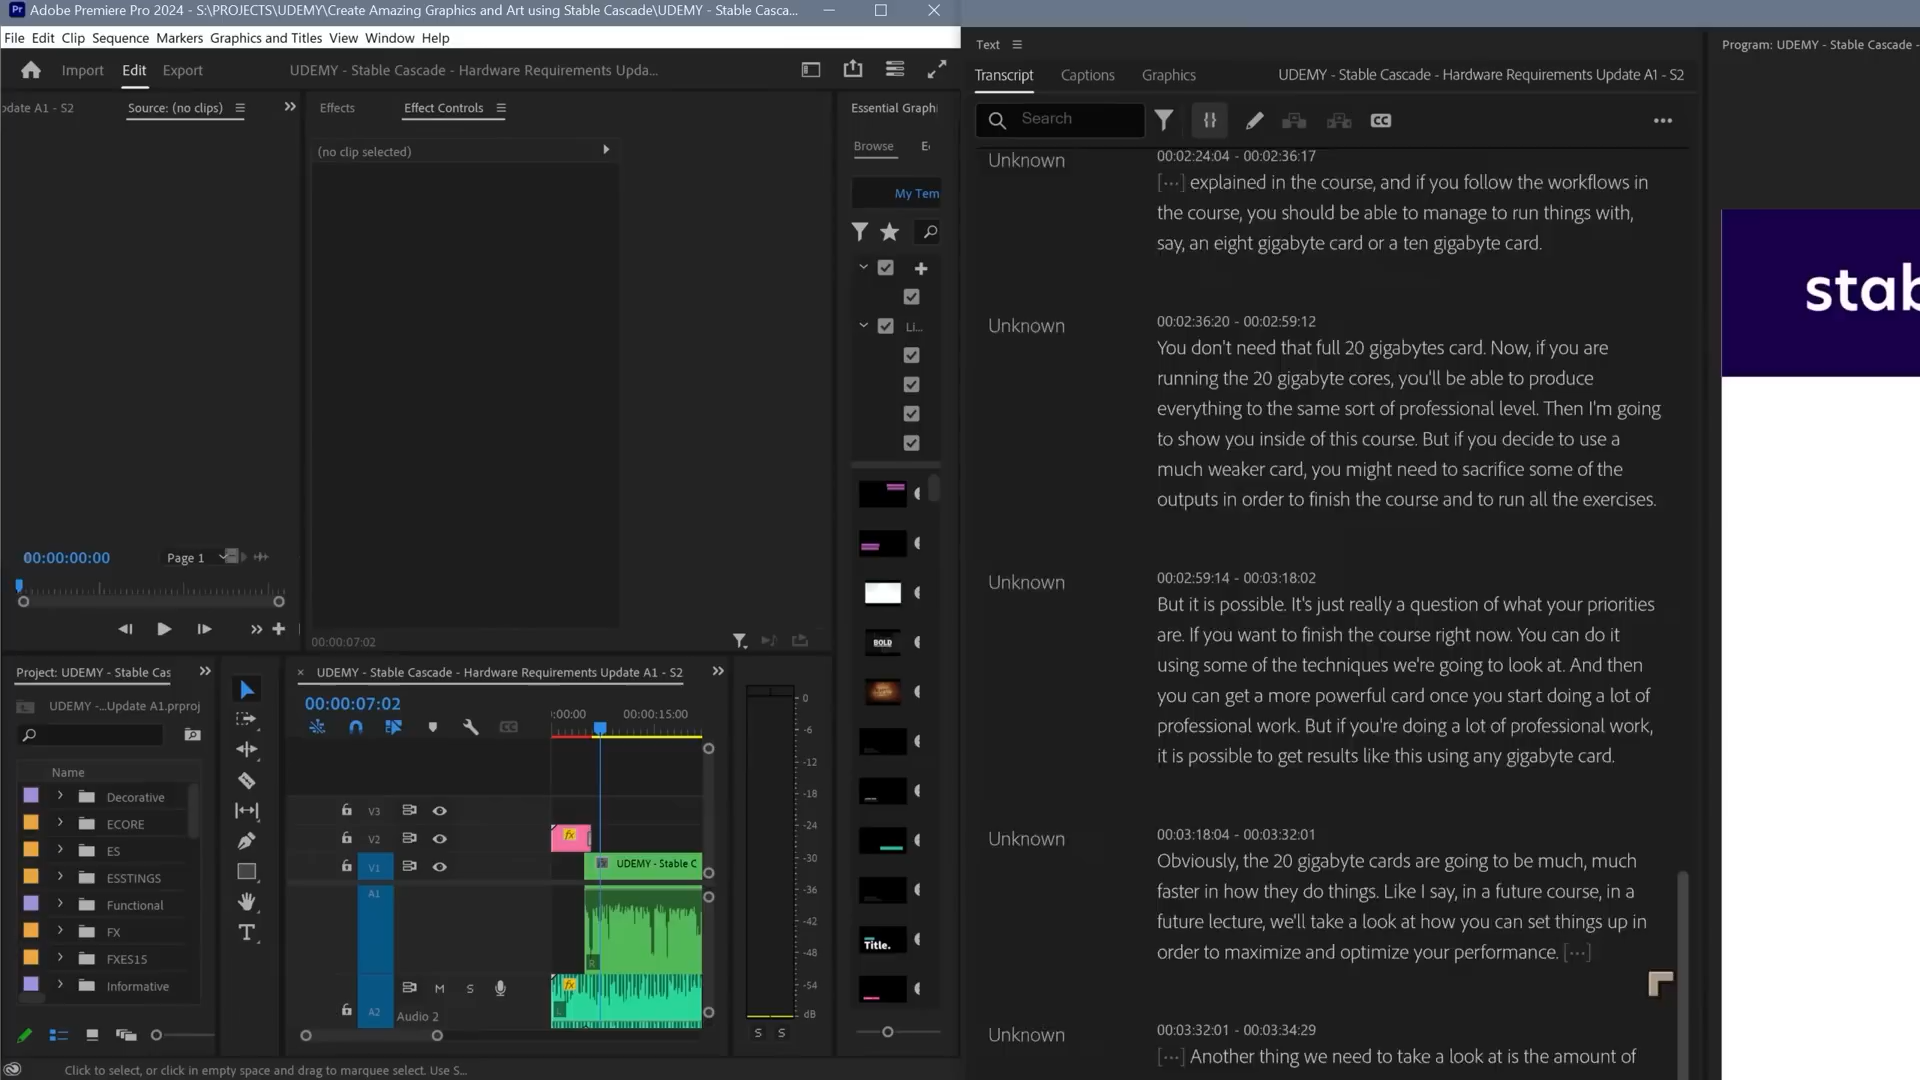 Adobe Premiere Pro 2024 - S:\PROJECTS\UDEMY\Create Amazing Graphics and Art using Stable Cascade\UDEMY - Stable Casca...
File Edit Clip Sequence Markers Graphics and Titles View Window Help
Import Edit Export
UDEMY - Stable Cascade - Hardware Requirements Upda...
pdate A1 - S2
Source: (no clips)
Effects
Effect Controls
Essential Graph
Browse
My Tem
(no clip selected)
Li...
BOLD
Title.
00:00:00:00
Page 1
00:00:07:02
Project: UDEMY - Stable Cas
UDEMY -...Update A1.prproj
Name
Decorative
ECORE
ES
ESSTINGS
Functional
FX
FXES15
Informative
× UDEMY - Stable Cascade - Hardware Requirements Update A1 - S2
00:00:07:02
:00:00
00:00:15:00
V3
V2
fx
V1
UDEMY - Stable C
A1
R
M S
fx
L
A2 Audio 2
0
-6
-12
-18
-24
-30
-36
-42
-48
-54
dB
S S
Click to select, or click in empty space and drag to marquee select. Use S...
Text
Transcript Captions Graphics
UDEMY - Stable Cascade - Hardware Requirements Update A1 - S2
Search
CC
Unknown
00:02:24:04 - 00:02:36:17
[...] explained in the course, and if you follow the workflows in
the course, you should be able to manage to run things with,
say, an eight gigabyte card or a ten gigabyte card.
Unknown
00:02:36:20 - 00:02:59:12
You don't need that full 20 gigabytes card. Now, if you are
running the 20 gigabyte cores, you'll be able to produce
everything to the same sort of professional level. Then I'm going
to show you inside of this course. But if you decide to use a
much weaker card, you might need to sacrifice some of the
outputs in order to finish the course and to run all the exercises.
Unknown
00:02:59:14 - 00:03:18:02
But it is possible. It's just really a question of what your priorities
are. If you want to finish the course right now. You can do it
using some of the techniques we're going to look at. And then
you can get a more powerful card once you start doing a lot of
professional work. But if you're doing a lot of professional work,
it is possible to get results like this using any gigabyte card.
Unknown
00:03:18:04 - 00:03:32:01
Obviously, the 20 gigabyte cards are going to be much, much
faster in how they do things. Like I say, in a future course, in a
future lecture, we'll take a look at how you can set things up in
order to maximize and optimize your performance. [...]
Unknown
00:03:32:01 - 00:03:34:29
[...] Another thing we need to take a look at is the amount of
Program: UDEMY - Stable Cascade -
stab